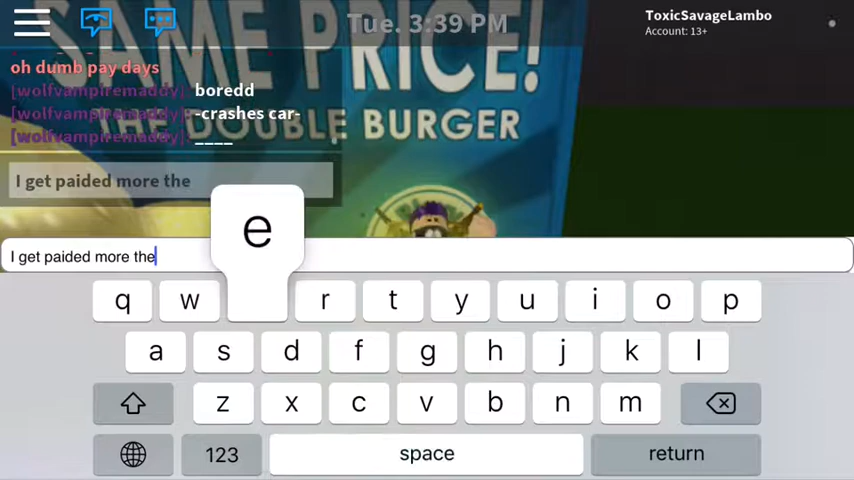 Tue. 3:39 PM
ToxicSavageLambo
Account: 13+
SAME PRICE!
THE DOUBLE BURGER
oh dumb pay days
[wolfvampiremaddy]: boredd
[wolfvampiremaddy]: -crashes car-
[wolfvampiremaddy]: ____
I get paided more the
I get paided more the
e
q w r t y u i o p
a s d f g h j k l
z x c v b n m
123 space return